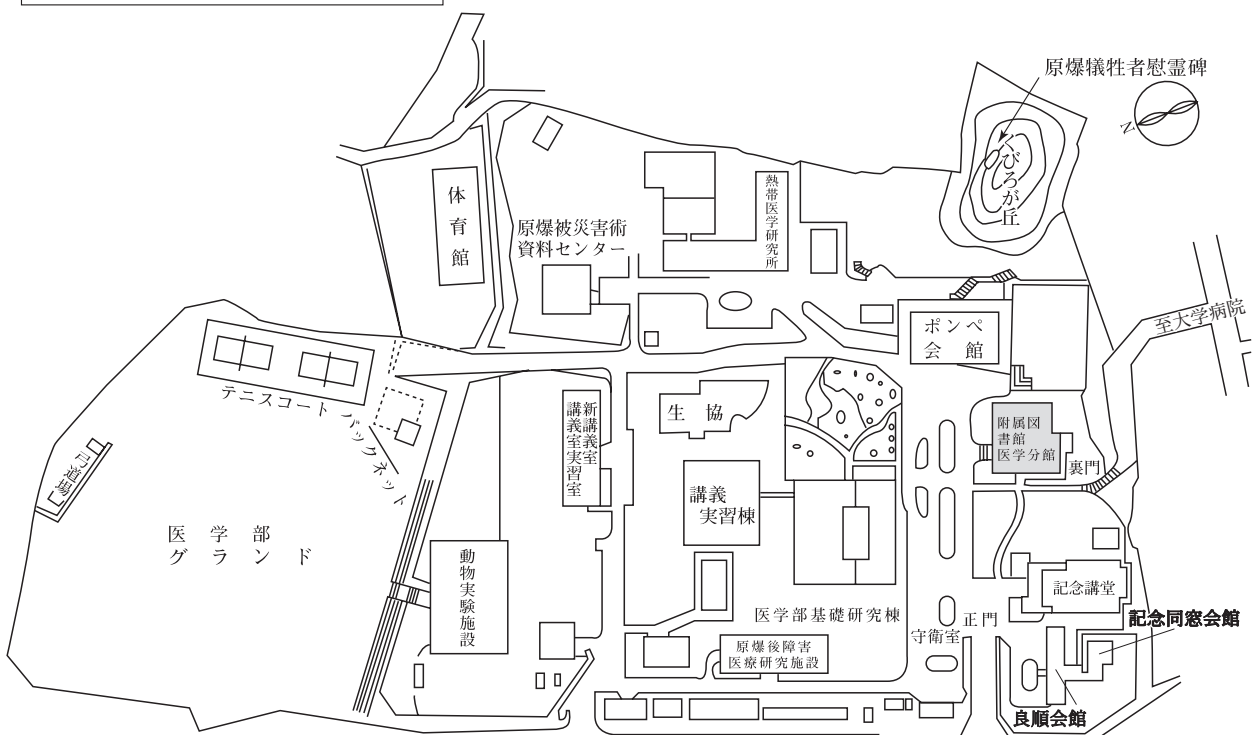 原爆犠牲者慰霊碑
N
ぐびろが丘
体育館
熱帯医学研究所
原爆被災害術
資料センター
至大学病院
ポンペ
会館
テニスコート
バックネット
新講義室
講義室実習室
生協
附属図
書館
医学分館
裏門
弓道場
講義
実習棟
医学部
グランド
動物実験施設
記念講堂
医学部基礎研究棟
正門
記念同窓会館
守衛室
原爆後障害
医療研究施設
良順会館